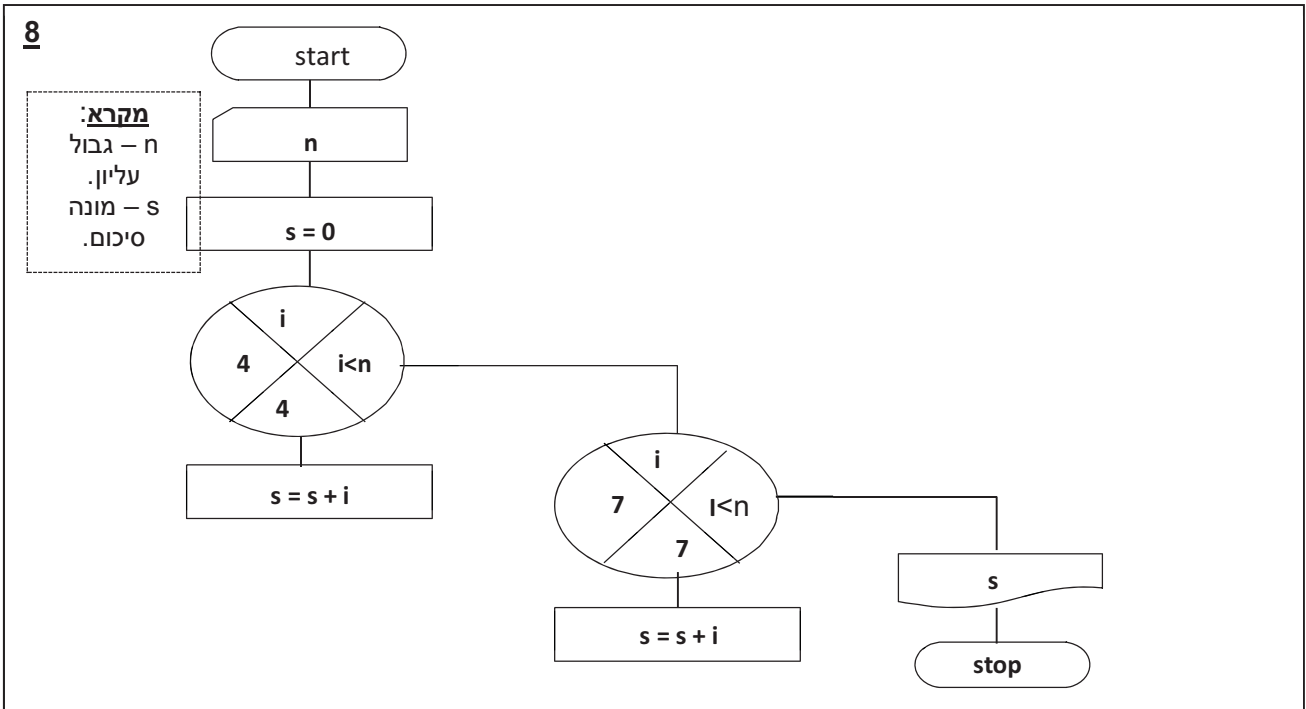 8
start
מקרא:
n – גבול
עליון.
s – מונה
סיכום.
n
s = 0
i
4
i<n
4
s = s + i
i
7
I<n
7
s = s + i
s
stop